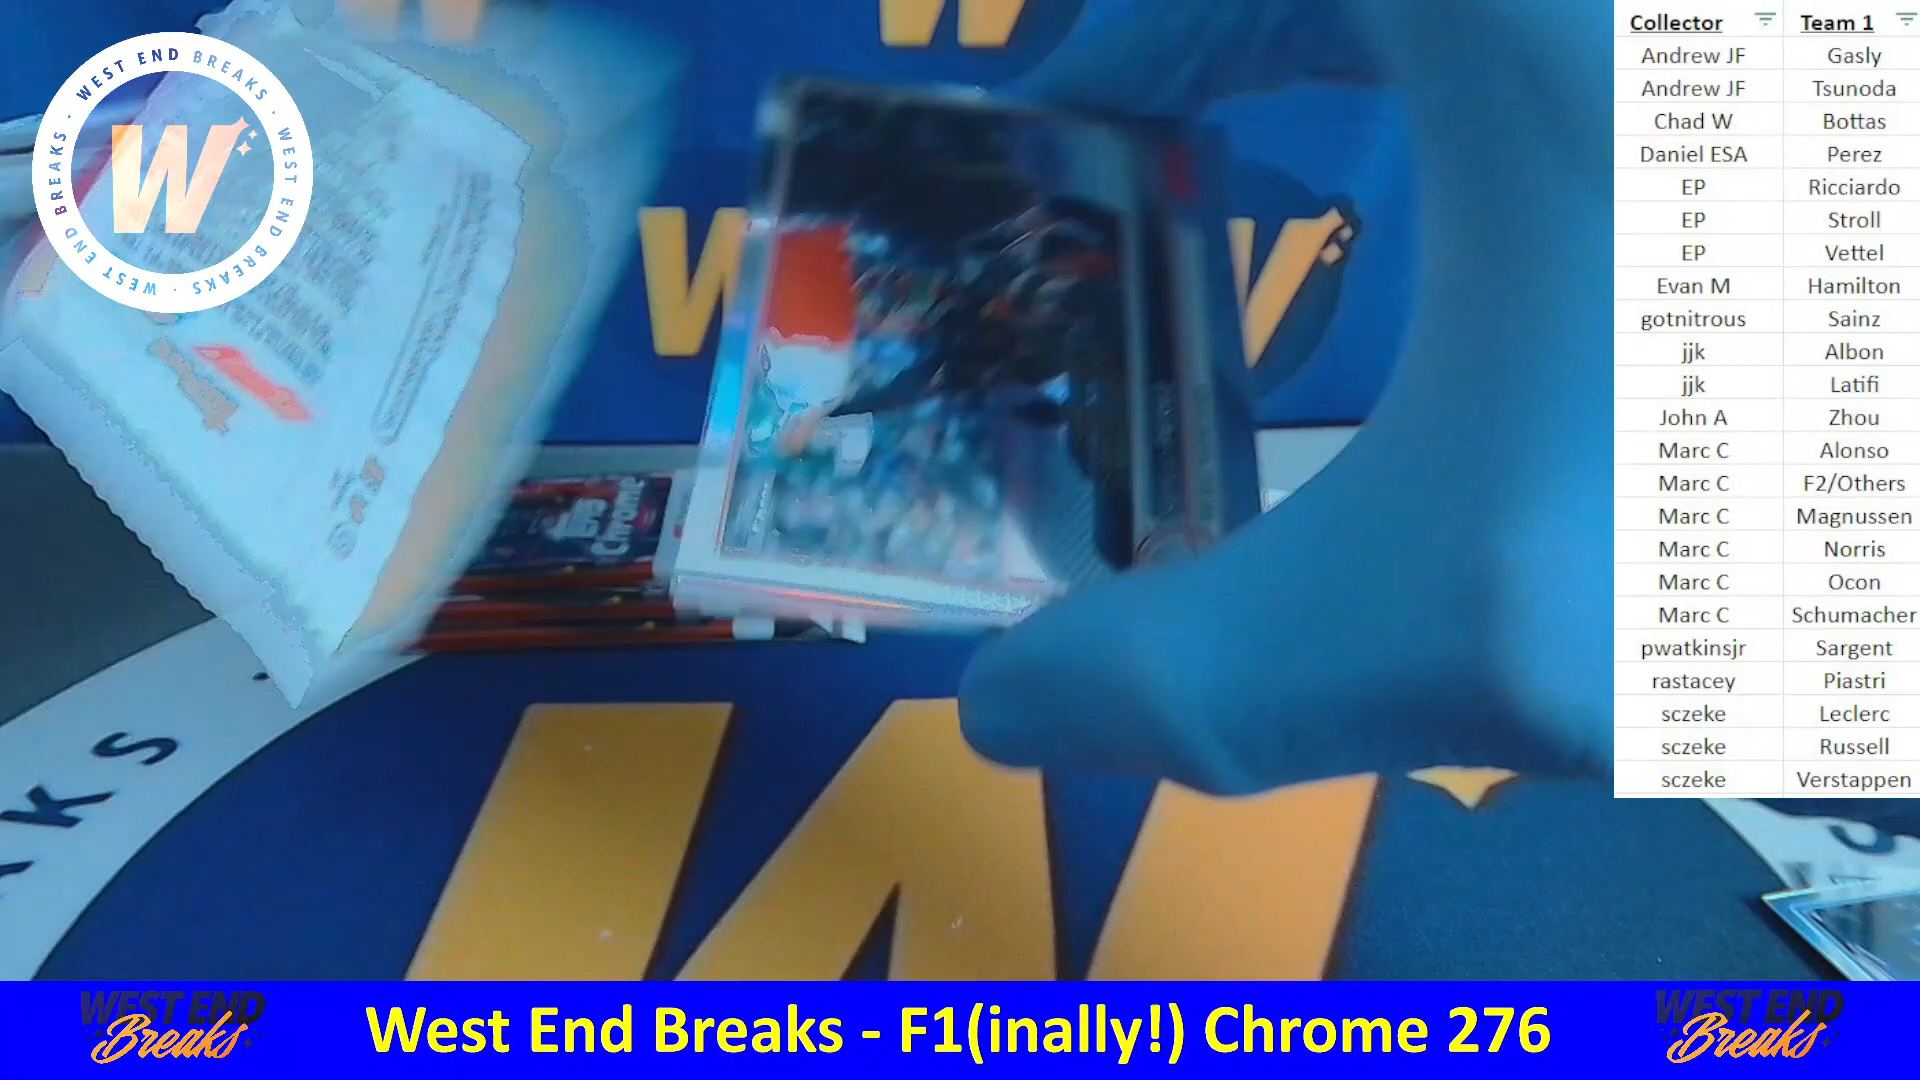 WEST END BREAKS · WEST END BREAKS · WEST END BREAKS ·
W
Collector Team 1
Andrew JF Gasly
Andrew JF Tsunoda
Chad W Bottas
Daniel ESA Perez
EP Ricciardo
EP Stroll
EP Vettel
Evan M Hamilton
gotnitrous Sainz
jjk Albon
jjk Latifi
John A Zhou
Marc C Alonso
Marc C F2/Others
Marc C Magnussen
Marc C Norris
Marc C Ocon
Marc C Schumacher
pwatkinsjr Sargent
rastacey Piastri
sczeke Leclerc
sczeke Russell
sczeke Verstappen
Chrome
WEST END
Breaks
West End Breaks - F1(inally!) Chrome 276
WEST END
Breaks